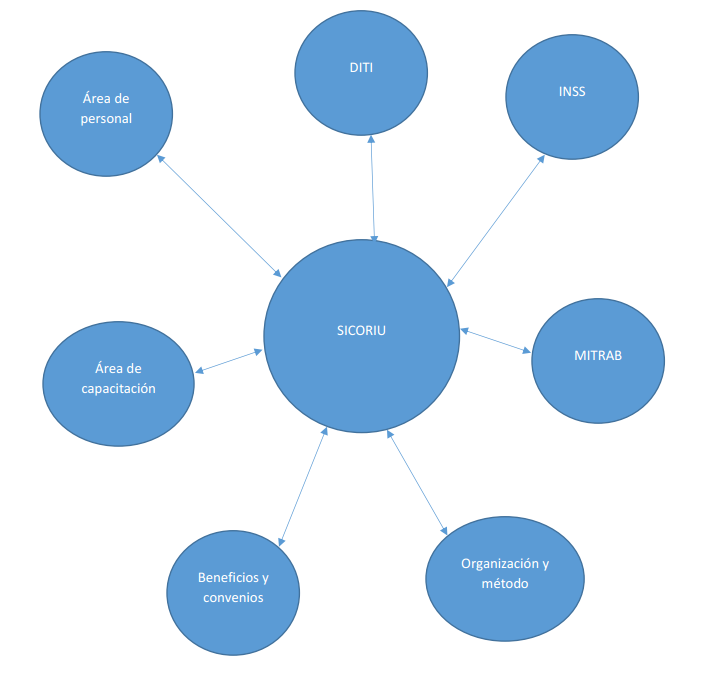 DITI
INSS
Área de
personal
SICORIU
MITRAB
Área de
capacitación
Organización y
método
Beneficios y
convenios